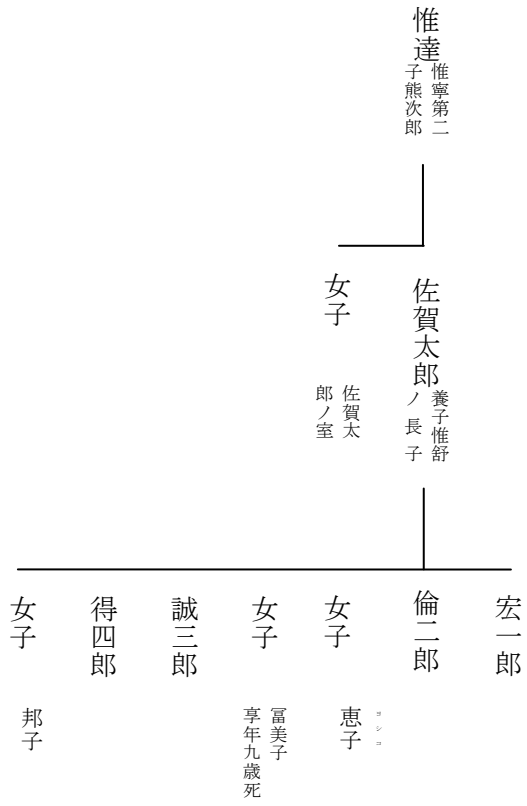 惟達
惟寧第二
子熊次郎
佐賀太郎
養子惟舒
ノ長子
女子
佐賀太
郎ノ室
宏一郎
倫二郎
女子
ヨシコ
恵子
女子
冨美子
享年九歳死
誠三郎
得四郎
女子
邦子